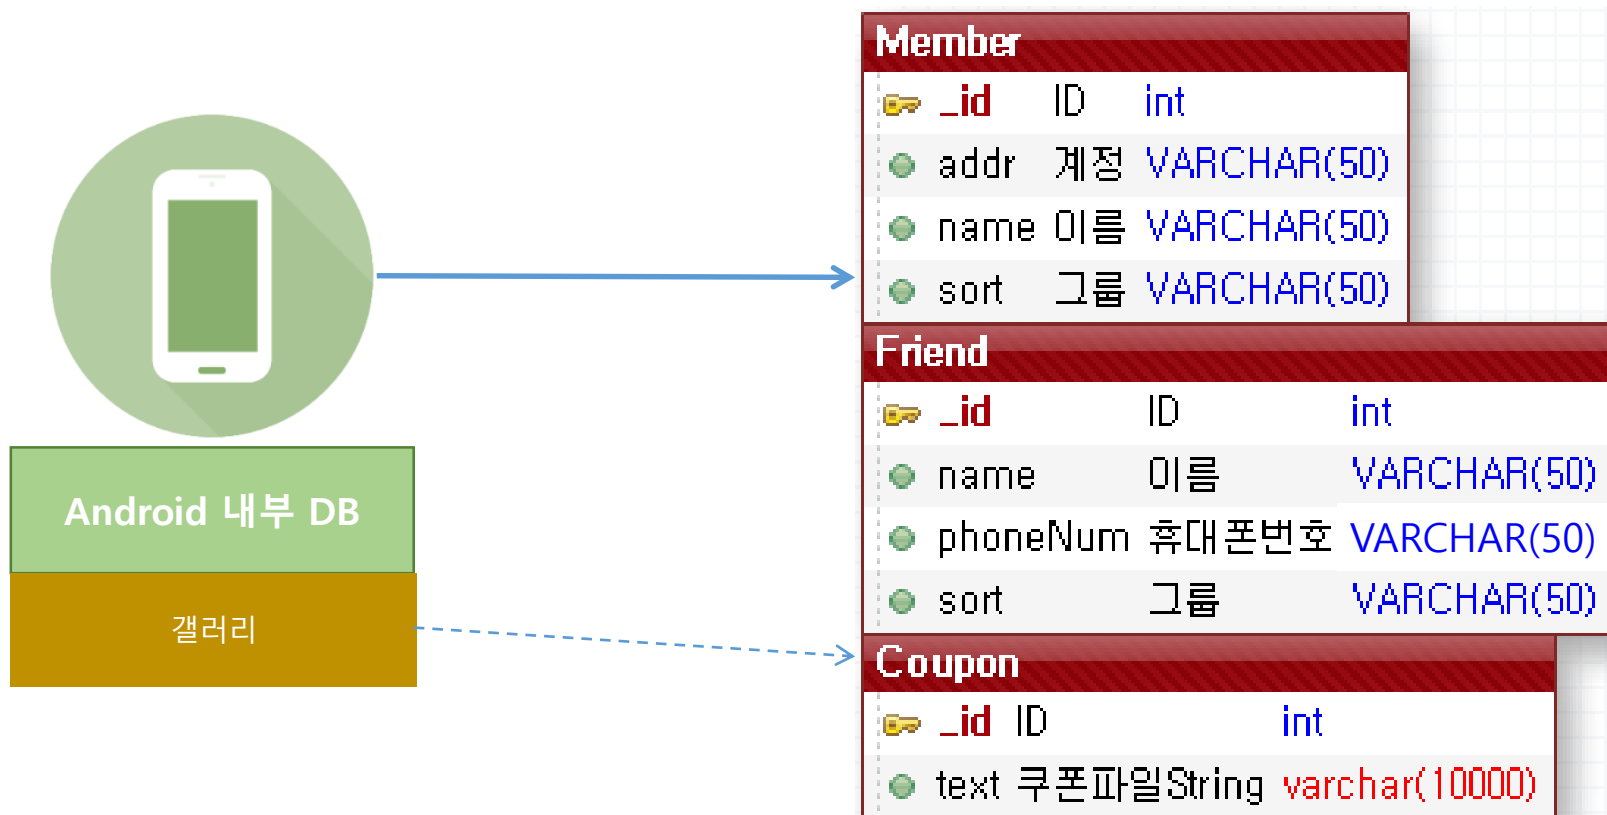 Member
_id ID int
addr 계정 VARCHAR(50)
name 이름 VARCHAR(50)
sort 그룹 VARCHAR(50)
Friend
_id ID int
name 이름 VARCHAR(50)
phoneNum 휴대폰번호 VARCHAR(50)
sort 그룹 VARCHAR(50)
Coupon
_id ID int
text 쿠폰파일String varchar(10000)
Android 내부 DB
갤러리